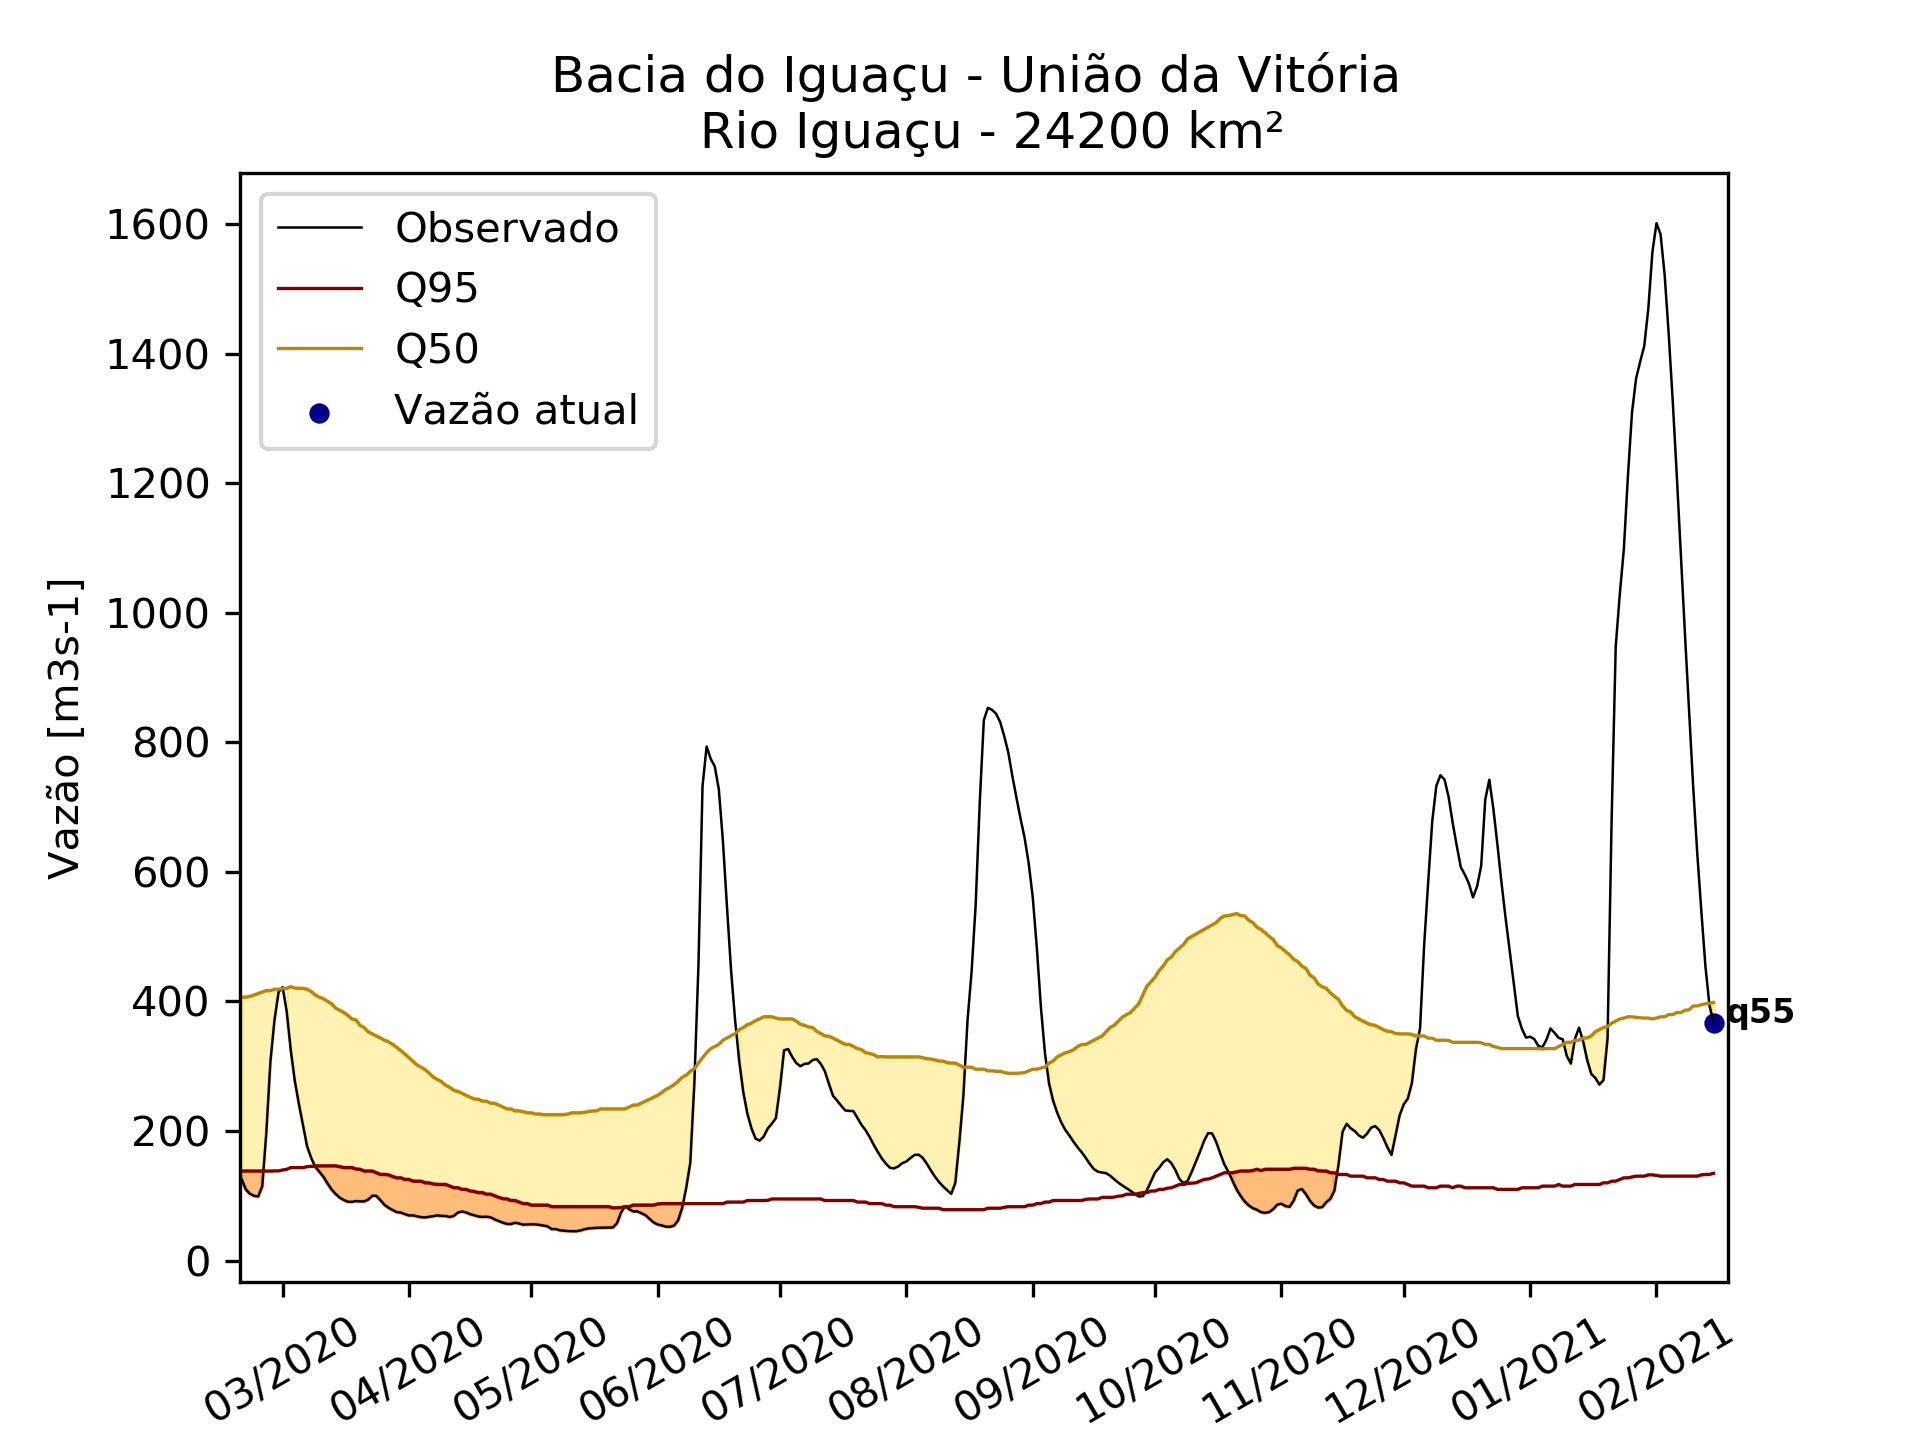 Bacia do Iguaçu - União da Vitória
Rio Iguaçu - 24200 km²
Observado
Q95
Q50
Vazão atual
Vazão [m3s-1]
1600
1400
1200
1000
800
600
400
200
0
q55
03/2020
04/2020
05/2020
06/2020
07/2020
08/2020
09/2020
10/2020
11/2020
12/2020
01/2021
02/2021